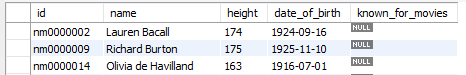 id name height date_of_birth known_for_movies
nm0000002 Lauren Bacall 174 1924-09-16 NULL
nm0000009 Richard Burton 175 1925-11-10 NULL
nm0000014 Olivia de Havilland 163 1916-07-01 NULL